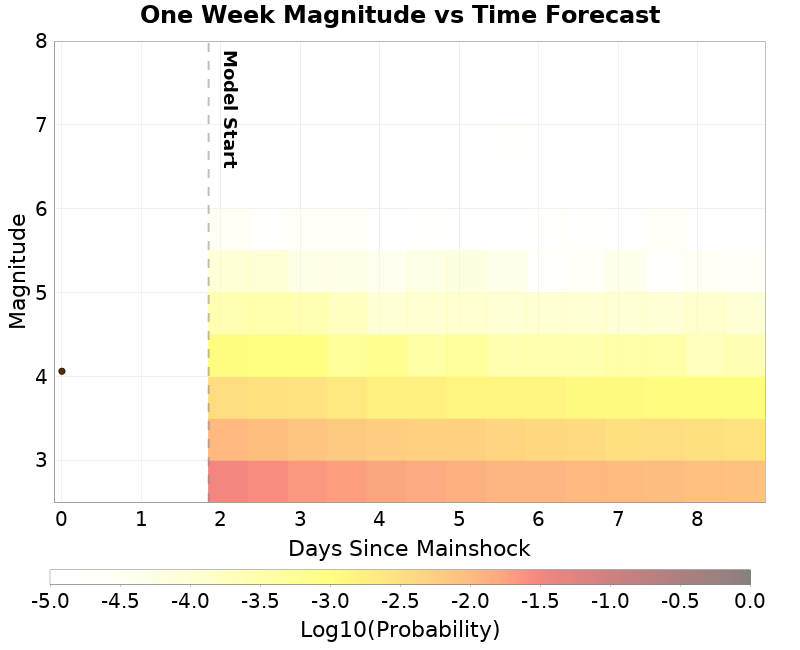 One Week Magnitude vs Time Forecast
8
7
6
5
4
3
Magnitude
Model Start
0 1 2 3 4 5 6 7 8
Days Since Mainshock
-5.0 -4.5 -4.0 -3.5 -3.0 -2.5 -2.0 -1.5 -1.0 -0.5 0.0
Log10(Probability)